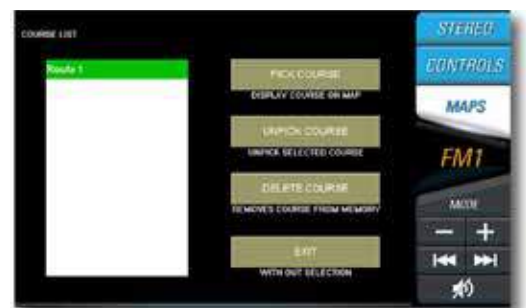 COURSE LIST
Route 1
PICK COURSE
DISPLAY COURSE ON MAP
UNPICK COURSE
UNPICK SELECTED COURSE
DELETE COURSE
REMOVES COURSE FROM MEMORY
EXIT
WITH OUT SELECTION
STEREO
CONTROLS
MAPS
FM1
MODE